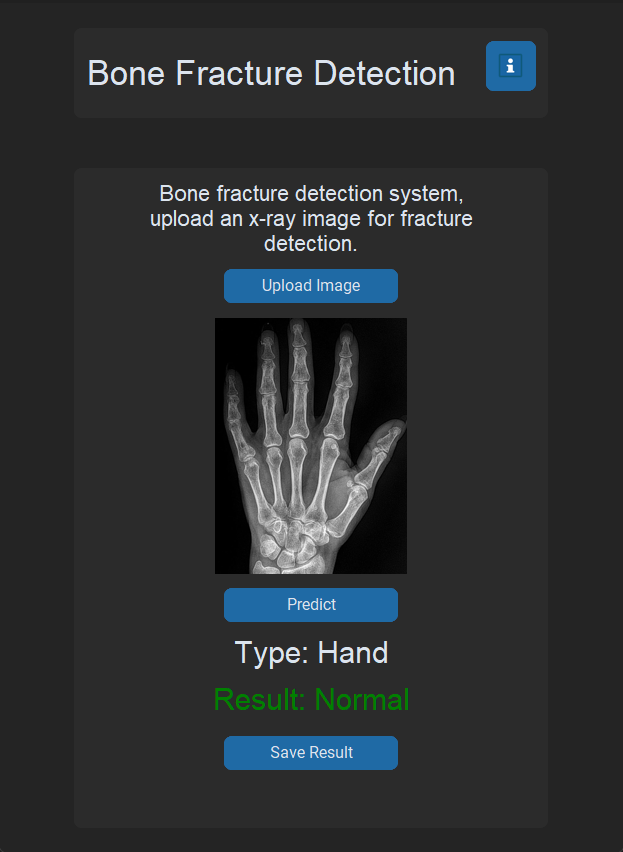 Bone Fracture Detection
Bone fracture detection system,
upload an x-ray image for fracture
detection.
Upload Image
Predict
Type: Hand
Result: Normal
Save Result